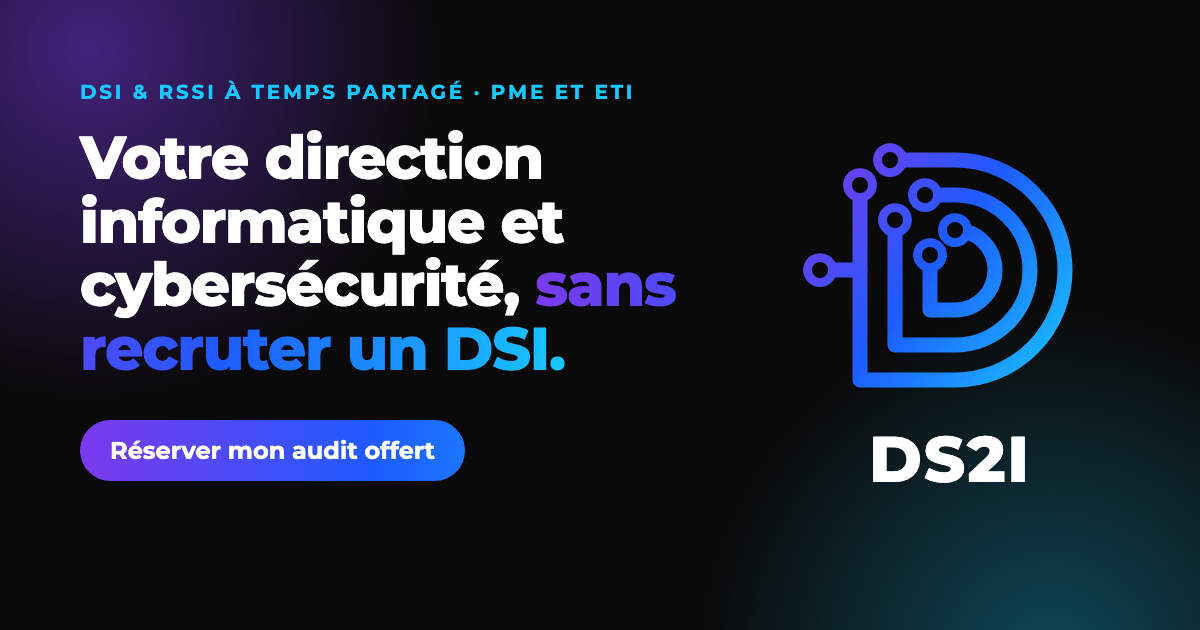 DSI & RSSI À TEMPS PARTAGÉ · PME ET ETI
Votre direction
informatique et
cybersécurité, sans
recruter un DSI.
Réserver mon audit offert
DS2I